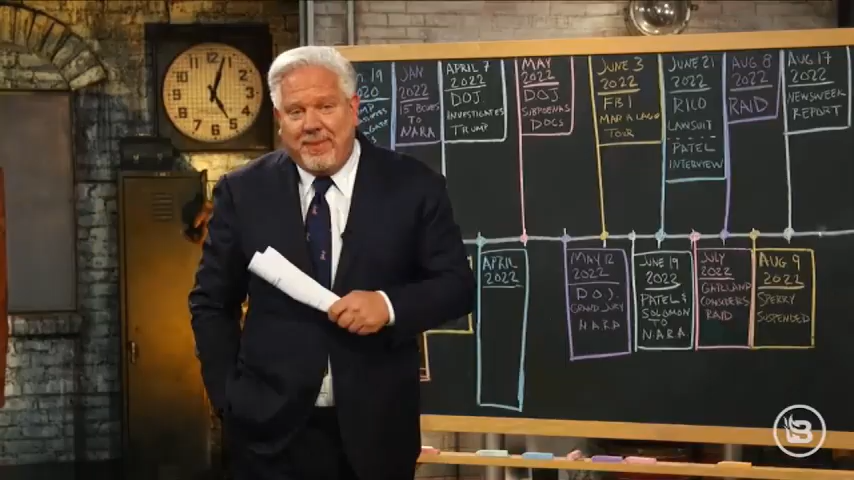 JAN
2022
15 BOXES
TO
NARA
APRIL 7
2022
DOJ
INVESTIGATES
TRUMP
MAY
2022
DOJ
SUBPOENAS
DOCS
JUNE 3
2022
FBI
MAR A LAGO
TOUR
JUNE 21
2022
RICO
LAWSUIT
PATEL
INTERVIEW
AUG 8
2022
RAID
AUG 17
2022
NEWSWEEK
REPORT
APRIL
2022
MAY 12
2022
DOJ.
GRAND JURY
NARA
JUNE 19
2022
PATEL &
SOLOMON
TO
NARA
JULY
2022
GARLAND
CONSIDERS
RAID
AUG 9
2022
SPERRY
SUSPENDED
B